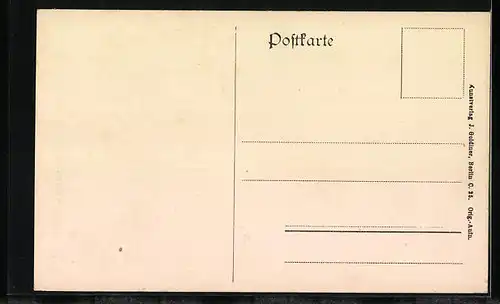 Postkarte
Kunstverlag J. Goldiner, Berlin C. 25. Orig.-Aufn.